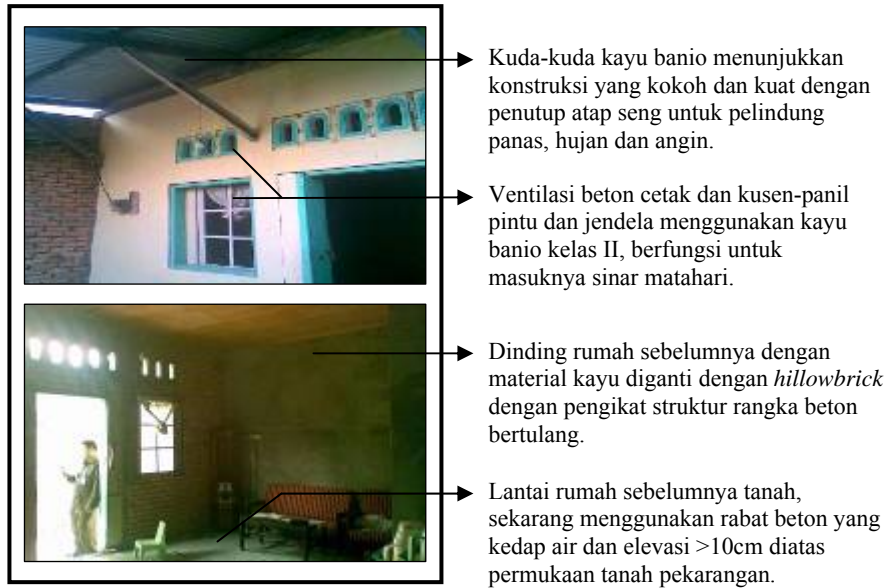 Kuda-kuda kayu banio menunjukkan
konstruksi yang kokoh dan kuat dengan
penutup atap seng untuk pelindung
panas, hujan dan angin.
Ventilasi beton cetak dan kusen-panil
pintu dan jendela menggunakan kayu
banio kelas II, berfungsi untuk
masuknya sinar matahari.
Dinding rumah sebelumnya dengan
material kayu diganti dengan hillowbrick
dengan pengikat struktur rangka beton
bertulang.
Lantai rumah sebelumnya tanah,
sekarang menggunakan rabat beton yang
kedap air dan elevasi >10cm diatas
permukaan tanah pekarangan.